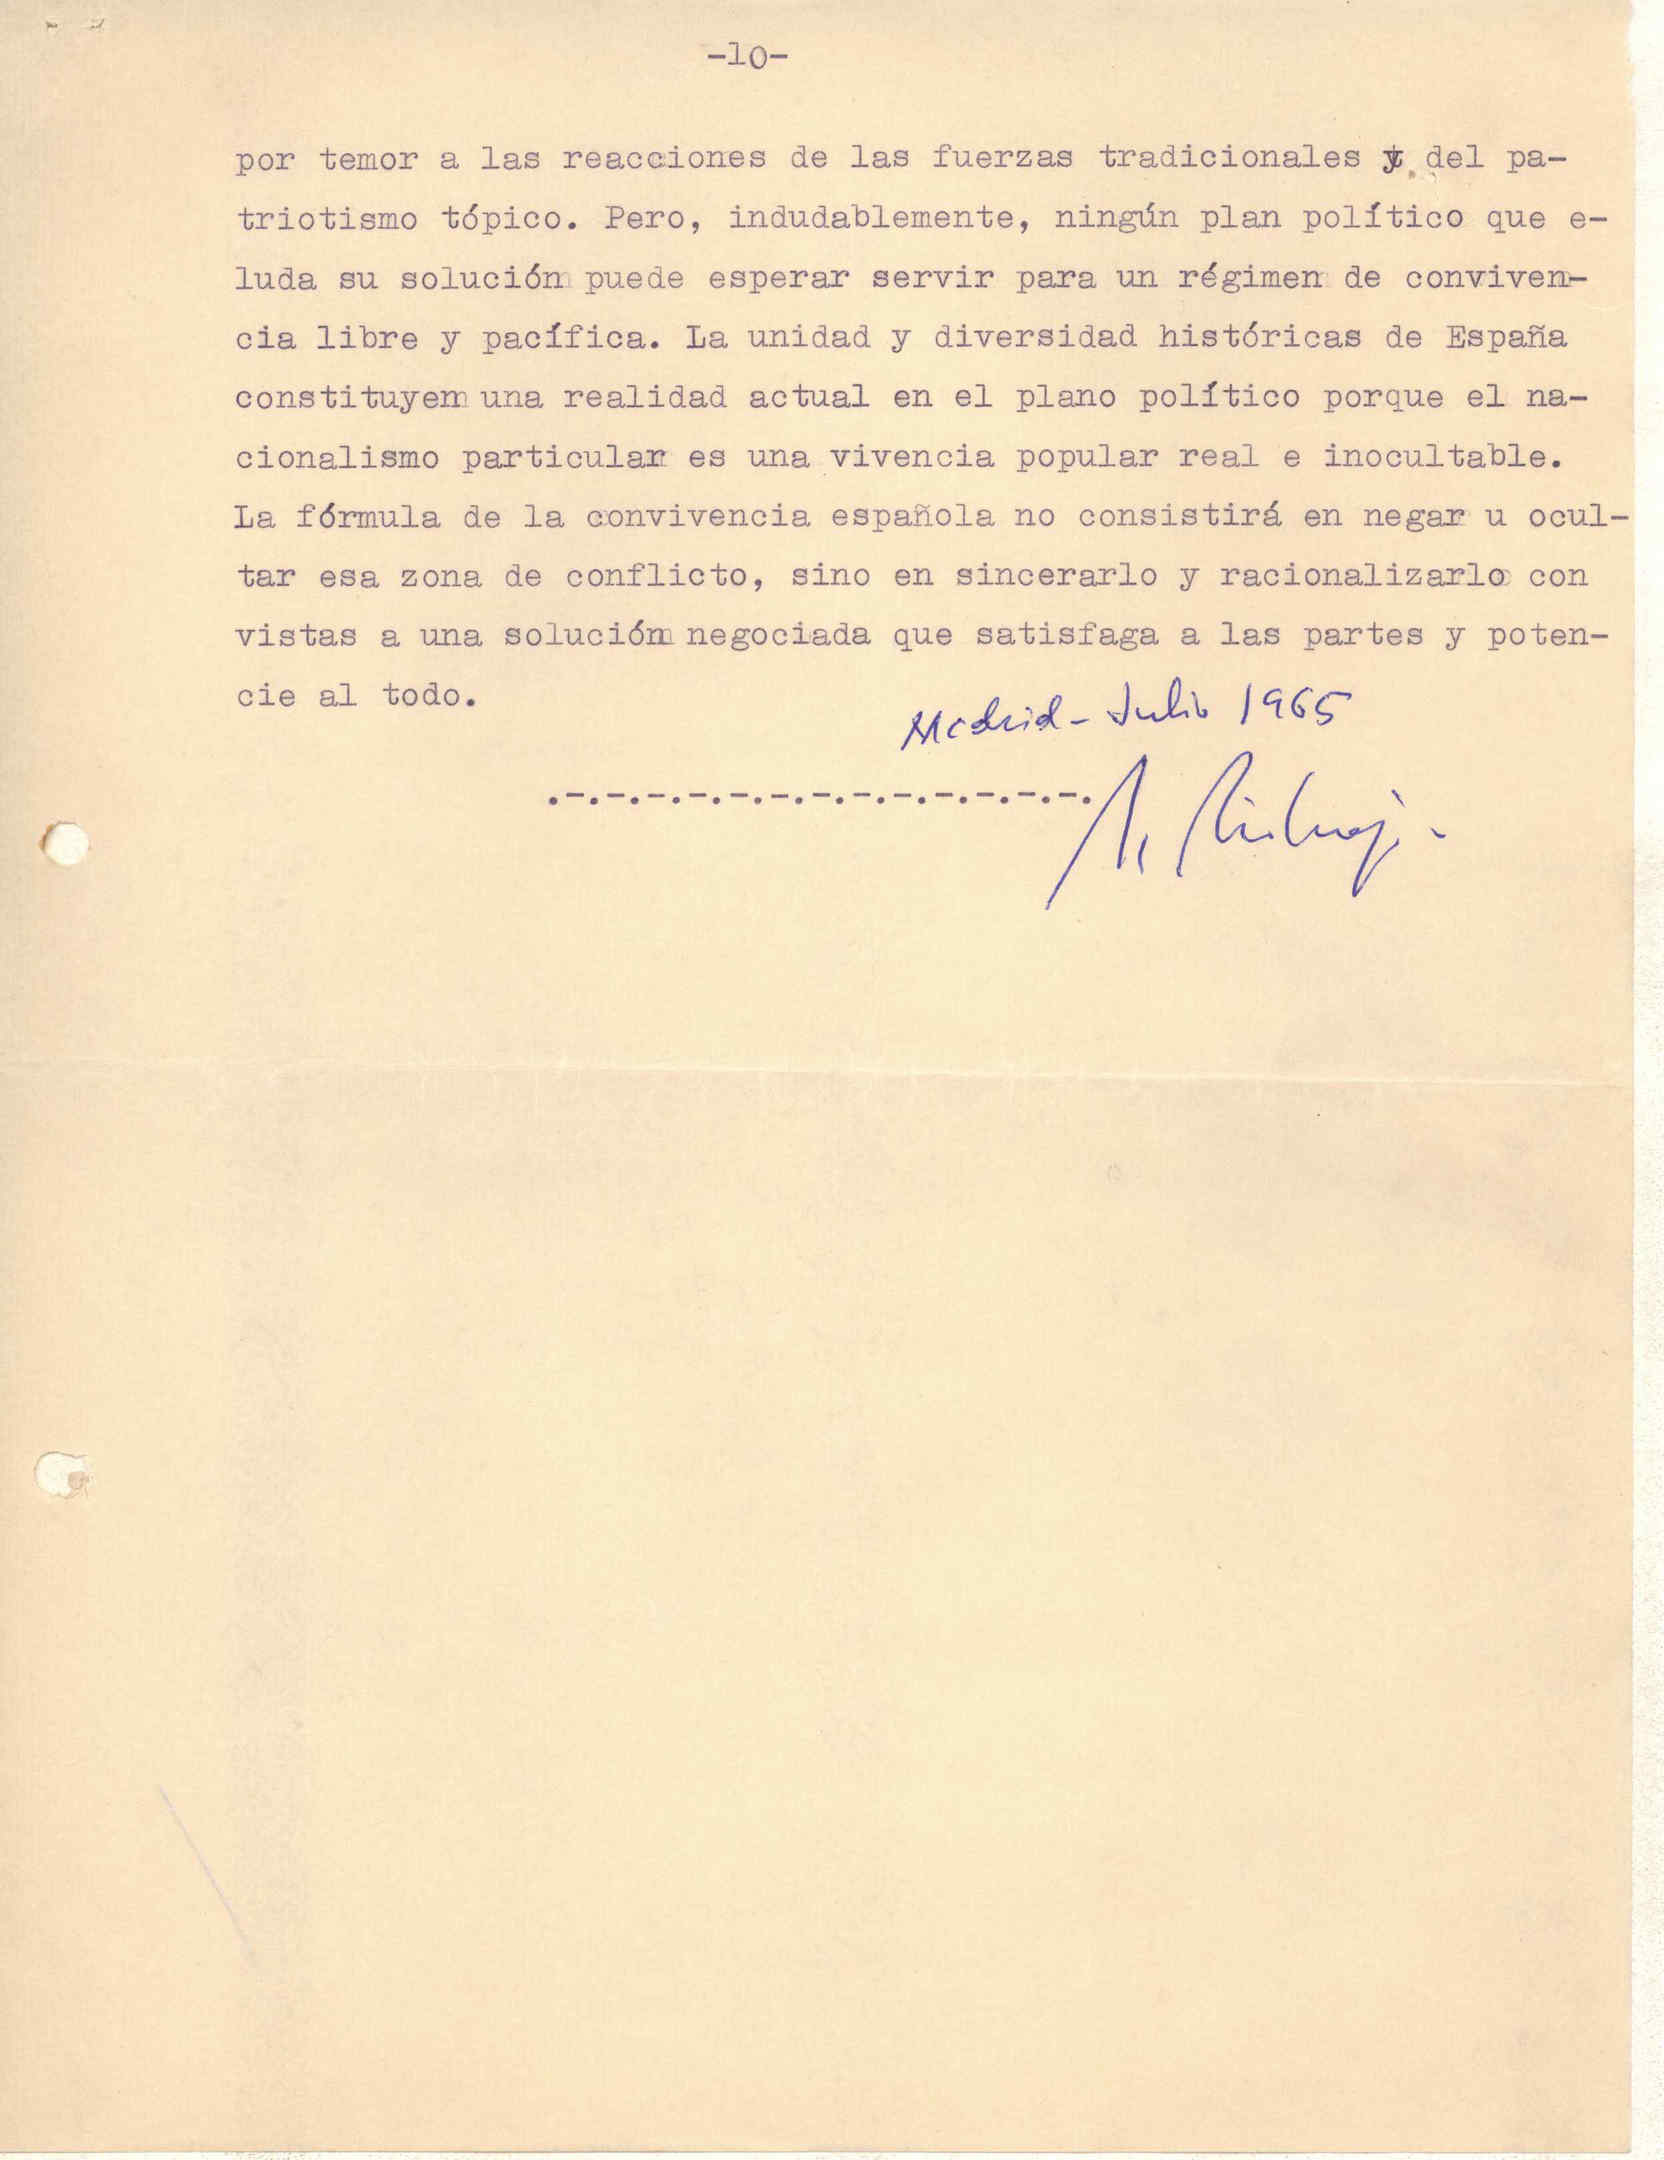 -lo-
por temor a las reacciones de las fuerzas tradicionales y del pa-
triotismo tópico. Pero, indudablemente, ningún plan político que e-
luda su solución puede esperar servir para un régimen de conviven-
cia libre y pacífica. La unidad y diversidad históricas de España
constituyem una realidad actual en el plano político porque el na-
cionalismo particular es una vivencia popular real e inocultable.
La fórmula de la convivencia española no consistirá en negar u ocul-
tar esa zona de conflicto, sino en sincerarlo y racionalizarlo con
vistas a una solución negociada que satisfaga a las partes y poten-
cie al todo.
Madrid - Julio 1965
.-.-.-.-.-.-.-.-.-.-.-.-.-.